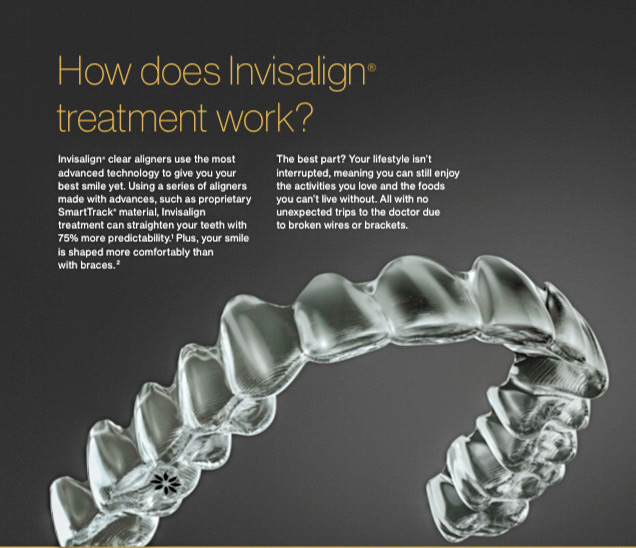 How does Invisalign®
treatment work?
Invisalign® clear aligners use the most
advanced technology to give you your
best smile yet. Using a series of aligners
made with advances, such as proprietary
SmartTrack® material, Invisalign
treatment can straighten your teeth with
75% more predictability.¹ Plus, your smile
is shaped more comfortably than
with braces.²
The best part? Your lifestyle isn't
interrupted, meaning you can still enjoy
the activities you love and the foods
you can't live without. All with no
unexpected trips to the doctor due
to broken wires or brackets.